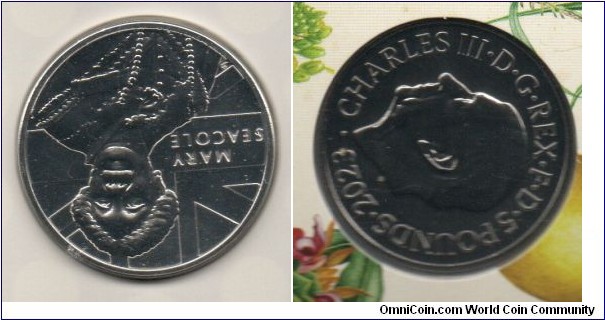 MARY
SEACOLE
· CHARLES III · D · G · REX · F · D · 5 POUNDS · 2023
OmniCoin.com World Coin Community